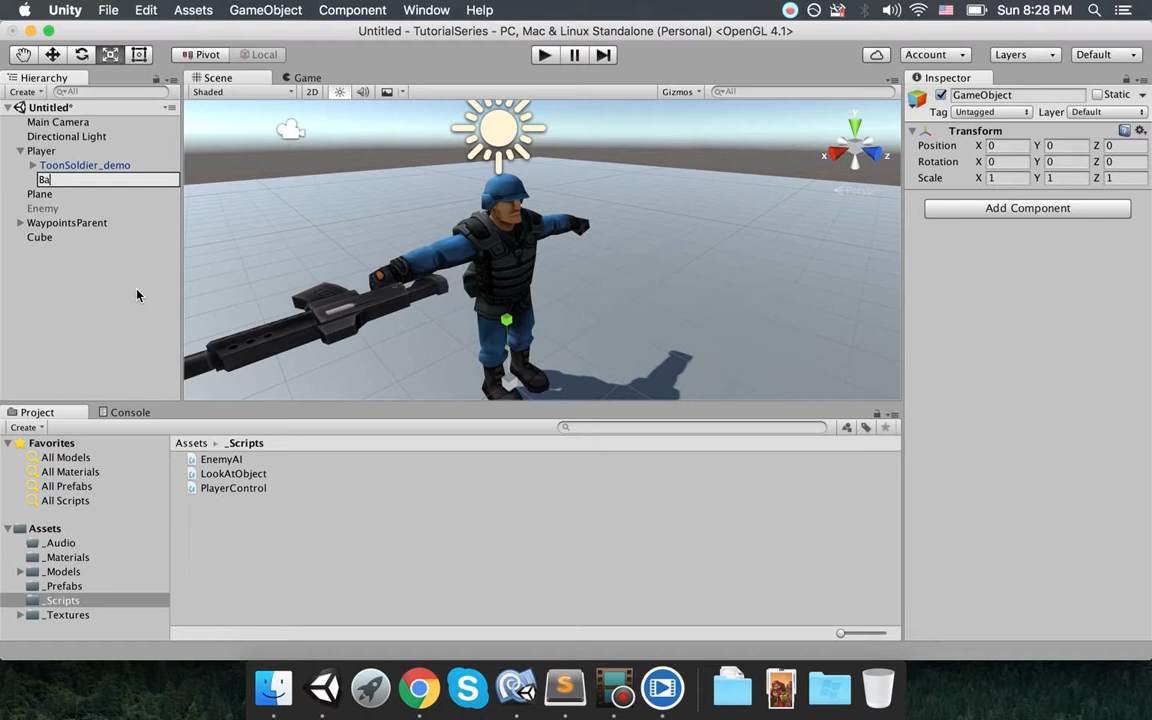 Unity File Edit Assets GameObject Component Window Help Sun 8:28 PM
Untitled - TutorialSeries - PC, Mac & Linux Standalone (Personal) <OpenGL 4.1>
Pivot Local Account Layers Default
Hierarchy Scene Game Inspector
Create All Shaded 2D Gizmos All GameObject Static
Untitled* Tag Untagged Layer Default
Main Camera
Directional Light Transform
Player Position X 0 Y 0 Z 0
ToonSoldier_demo Rotation X 0 Y 0 Z 0
Ba Scale X 1 Y 1 Z 1
Plane
Enemy Add Component
WaypointsParent
Cube
y x z
Persp
Project Console
Create
Favorites Assets _Scripts
All Models EnemyAI
All Materials LookAtObject
All Prefabs PlayerControl
All Scripts
Assets
_Audio
_Materials
_Models
_Prefabs
_Scripts
_Textures